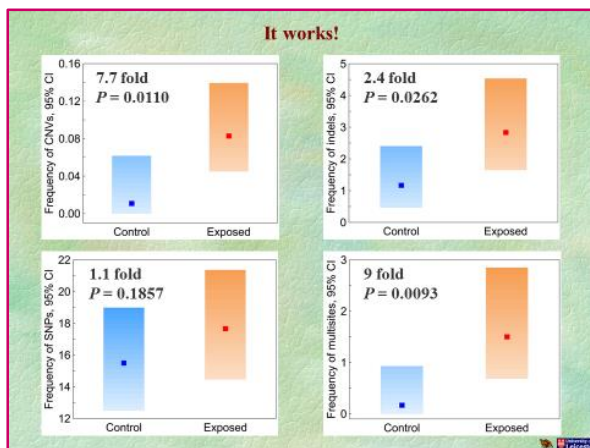 It works!
7.7 fold
P = 0.0110
Frequency of CNVs, 95% CI
0.16
0.12
0.08
0.04
0.00
Control
Exposed
2.4 fold
P = 0.0262
Frequency of indels, 95% CI
5
4
3
2
1
0
Control
Exposed
1.1 fold
P = 0.1857
Frequency of SNPs, 95% CI
22
20
18
16
14
12
Control
Exposed
9 fold
P = 0.0093
Frequency of multisites, 95% CI
3
2
1
0
Control
Exposed
University of
Leicester